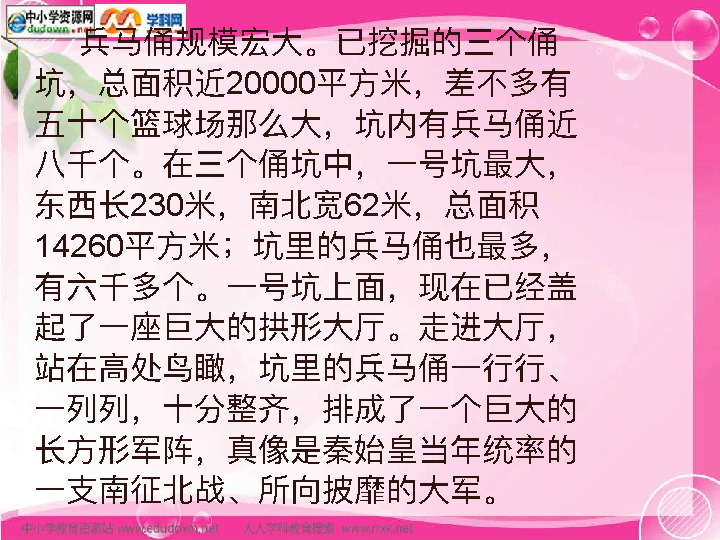 中小学资源网
edudown.net
学科网
兵马俑规模宏大。已挖掘的三个俑
坑，总面积近20000平方米，差不多有
五十个篮球场那么大，坑内有兵马俑近
八千个。在三个俑坑中，一号坑最大，
东西长230米，南北宽62米，总面积
14260平方米；坑里的兵马俑也最多，
有六千多个。一号坑上面，现在已经盖
起了一座巨大的拱形大厅。走进大厅，
站在高处鸟瞰，坑里的兵马俑一行行、
一列列，十分整齐，排成了一个巨大的
长方形军阵，真像是秦始皇当年统率的
一支南征北战、所向披靡的大军。
中小学教育资源站 www.edudown.net 人人学科教育搜索 www.rrxk.net